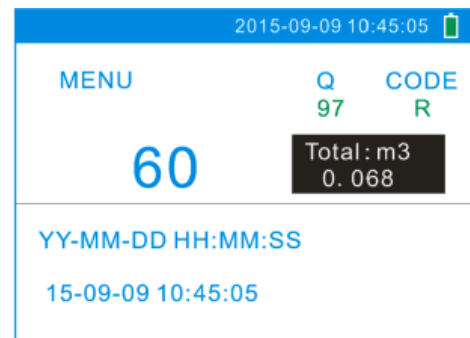 2015-09-09 10:45:05
MENU Q CODE
97 R
60
Total: m3
0. 068
YY-MM-DD HH:MM:SS
15-09-09 10:45:05